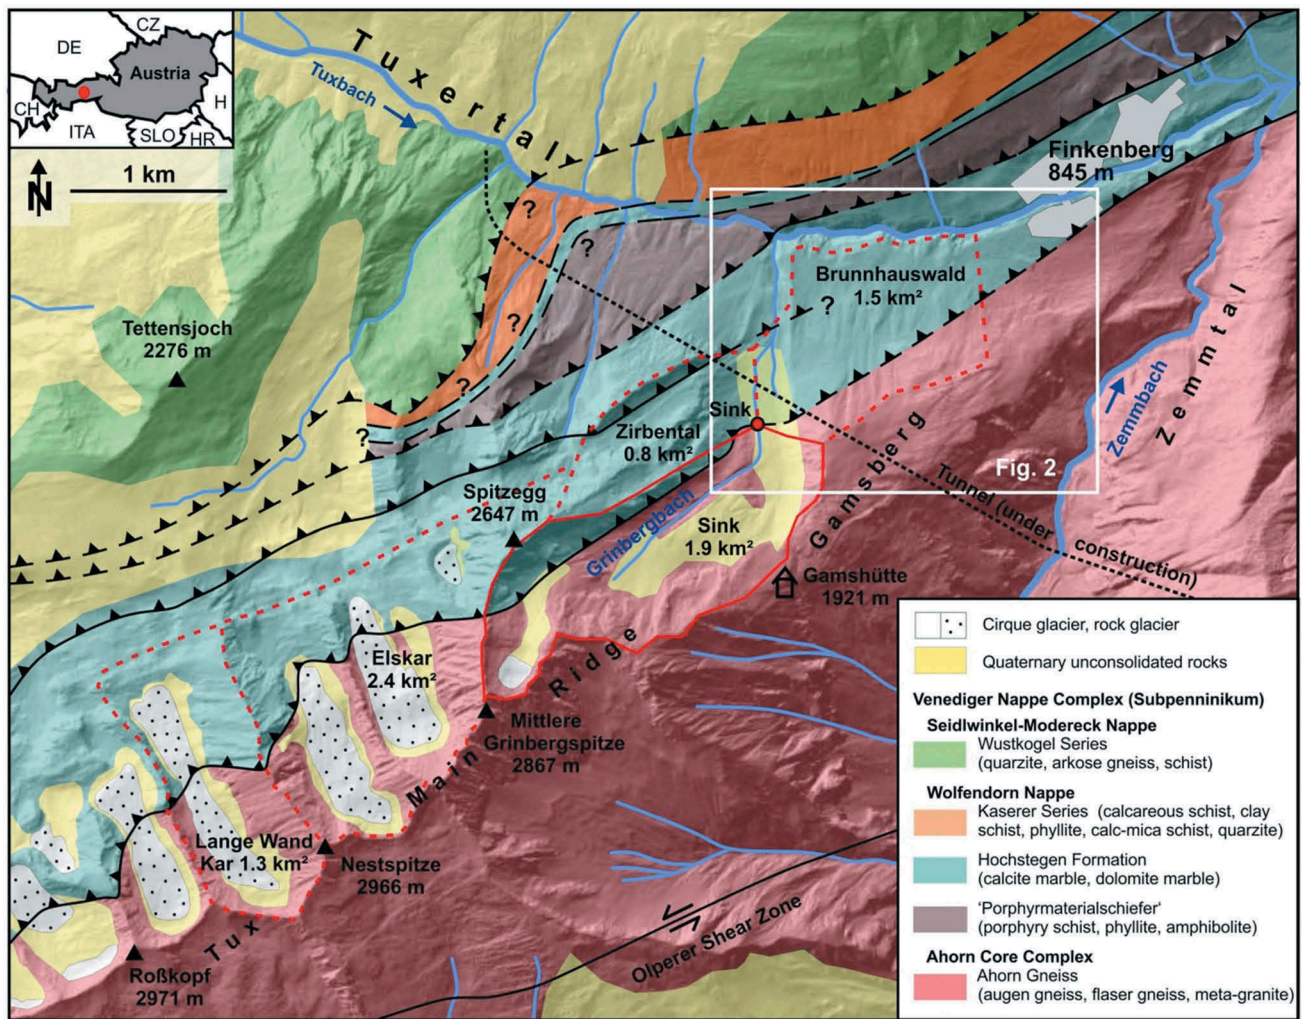 CZ
DE
Austria
CH
H
ITA
SLO
HR
N
1 km
Tuxertal
Tuxbach
Finkenberg
845 m
Brunnhauswald
1.5 km²
?
?
?
?
?
?
Tettensjoch
2276 m
Zemmtal
Zemmbach
Sink
Zirbental
0.8 km²
Gamsberg
Fig. 2
Tunnel (under construction)
Spitzegg
2647 m
Grinbergbach
Sink
1.9 km²
Gamshütte
1921 m
Elskar
2.4 km²
Mittlere
Grinbergspitze
2867 m
Tux Main Ridge
Lange Wand
Kar 1.3 km²
Nestspitze
2966 m
Roßkopf
2971 m
Olperer Shear Zone
Cirque glacier, rock glacier
Quaternary unconsolidated rocks
Venediger Nappe Complex (Subpenninikum)
Seidlwinkel-Modereck Nappe
Wustkogel Series
(quarzite, arkose gneiss, schist)
Wolfendorn Nappe
Kaserer Series (calcareous schist, clay
schist, phyllite, calc-mica schist, quarzite)
Hochstegen Formation
(calcite marble, dolomite marble)
'Porphyrmaterialschiefer'
(porphyry schist, phyllite, amphibolite)
Ahorn Core Complex
Ahorn Gneiss
(augen gneiss, flaser gneiss, meta-granite)